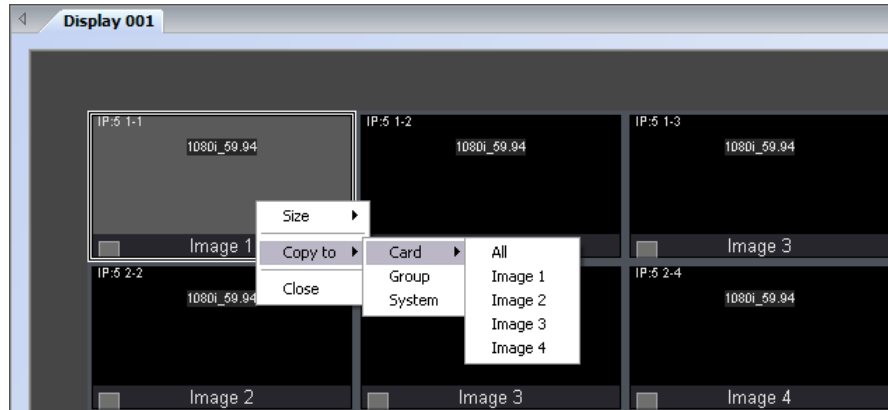 Display 001
IP:5 1-1
IP:5 1-2
IP:5 1-3
1080i_59.94
1080i_59.94
1080i_59.94
Size
Image 1
Image 3
Copy to
Card
All
IP:5 2-2
IP:5 2-4
Group
Image 1
Close
1080i_59.94
System
Image 2
1080i_59.94
Image 3
Image 4
Image 2
Image 3
Image 4